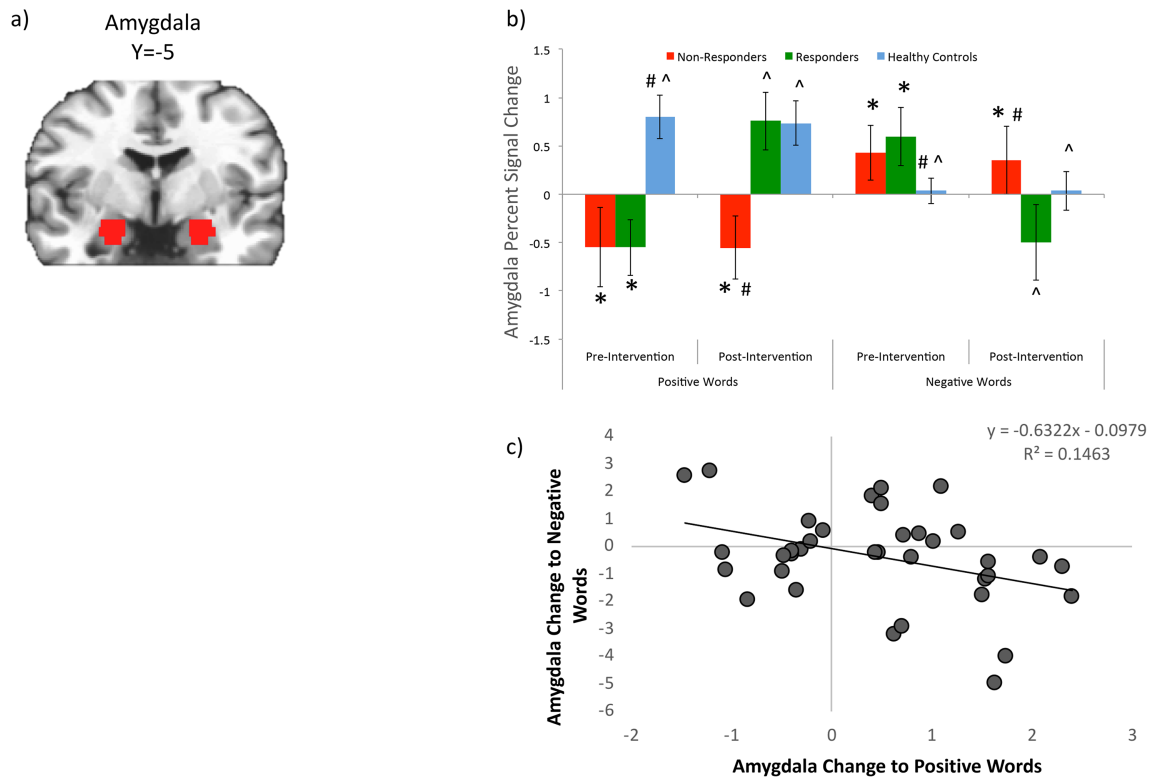 a)
Amygdala
Y=-5
b)
Amygdala Percent Signal Change
Non-Responders Responders Healthy Controls
1.5
1
0.5
0
-0.5
-1
-1.5
# ^
^ ^
* *
# ^
* #
^
* *
* #
^
Pre-Intervention Post-Intervention Pre-Intervention Post-Intervention
Positive Words Negative Words
c)
y = -0.6322x - 0.0979
R² = 0.1463
Amygdala Change to Negative
Words
4
3
2
1
0
-1
-2
-3
-4
-5
-6
-2 -1 0 1 2 3
Amygdala Change to Positive Words